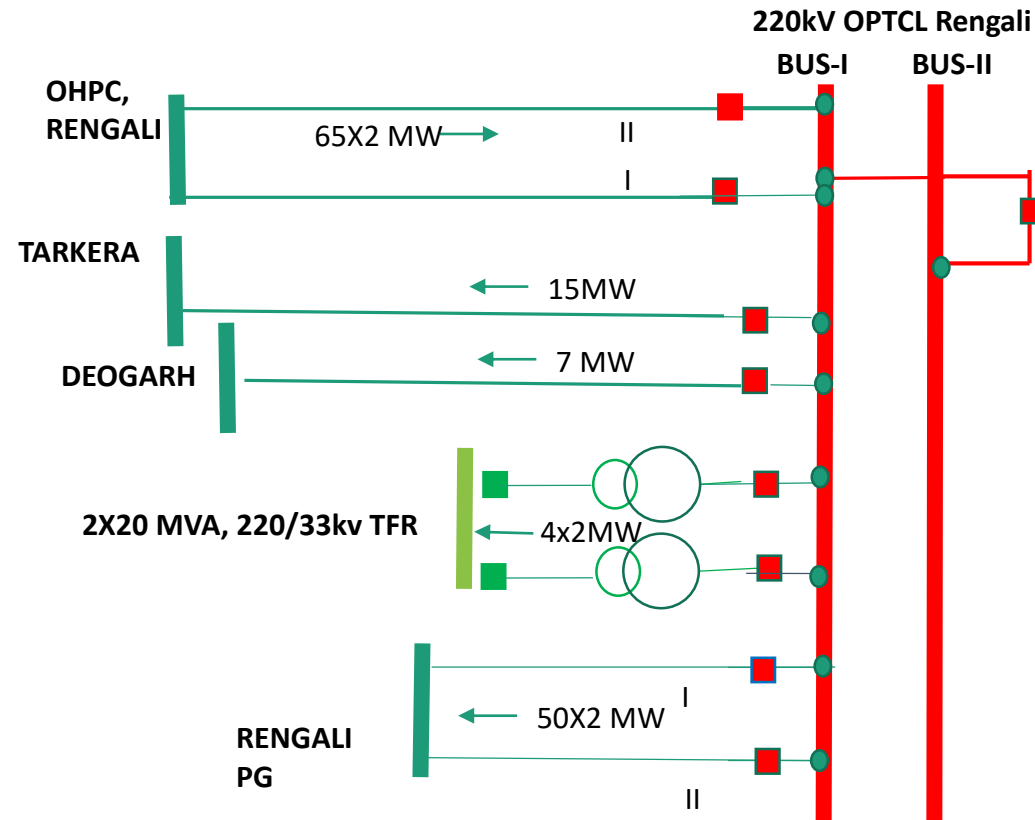 220kV OPTCL Rengali
BUS-I
BUS-II
OHPC,
RENGALI
65X2 MW
II
I
TARKERA
15MW
7 MW
DEOGARH
2X20 MVA, 220/33kv TFR
4x2MW
I
50X2 MW
RENGALI
PG
II